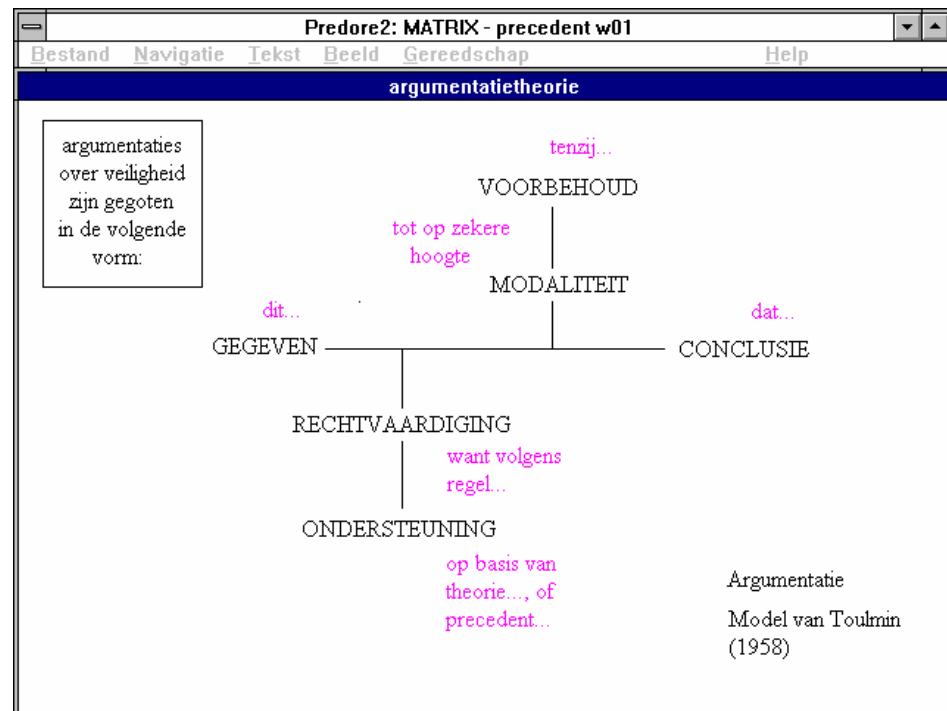 Predore2: MATRIX - precedent w01
Bestand Navigatie Tekst Beeld Gereedschap Help
argumentatietheorie
argumentaties
over veiligheid
zijn gegoten
in de volgende
vorm:
tenzij...
VOORBEHOUD
tot op zekere
hoogte
MODALITEIT
dit...
dat...
GEGEVEN
CONCLUSIE
RECHTVAARDIGING
want volgens
regel...
ONDERSTEUNING
op basis van
theorie..., of
precedent...
Argumentatie
Model van Toulmin
(1958)